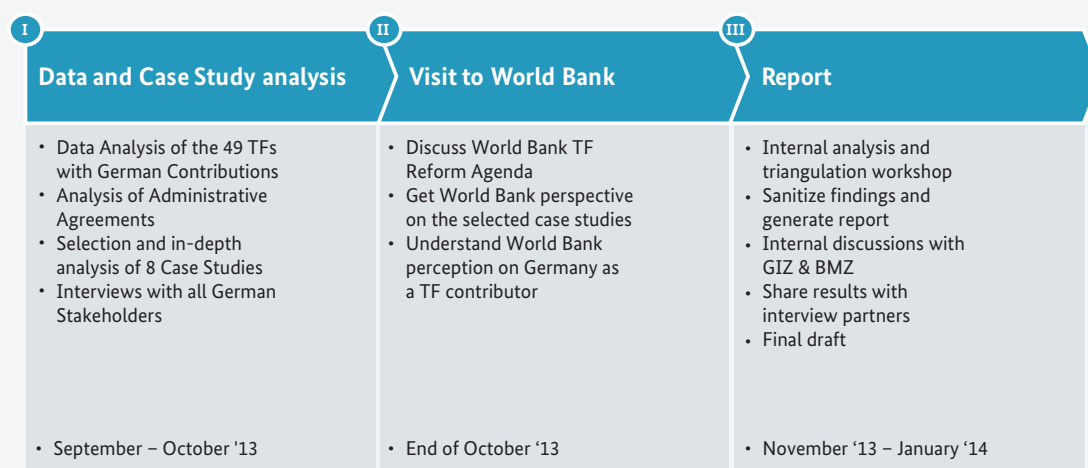 I
Data and Case Study analysis
• Data Analysis of the 49 TFs
with German Contributions
• Analysis of Administrative
Agreements
• Selection and in-depth
analysis of 8 Case Studies
• Interviews with all German
Stakeholders
• September – October '13
II
Visit to World Bank
• Discuss World Bank TF
Reform Agenda
• Get World Bank perspective
on the selected case studies
• Understand World Bank
perception on Germany as
a TF contributor
• End of October ‘13
III
Report
• Internal analysis and
triangulation workshop
• Sanitize findings and
generate report
• Internal discussions with
GIZ & BMZ
• Share results with
interview partners
• Final draft
• November ‘13 – January ‘14